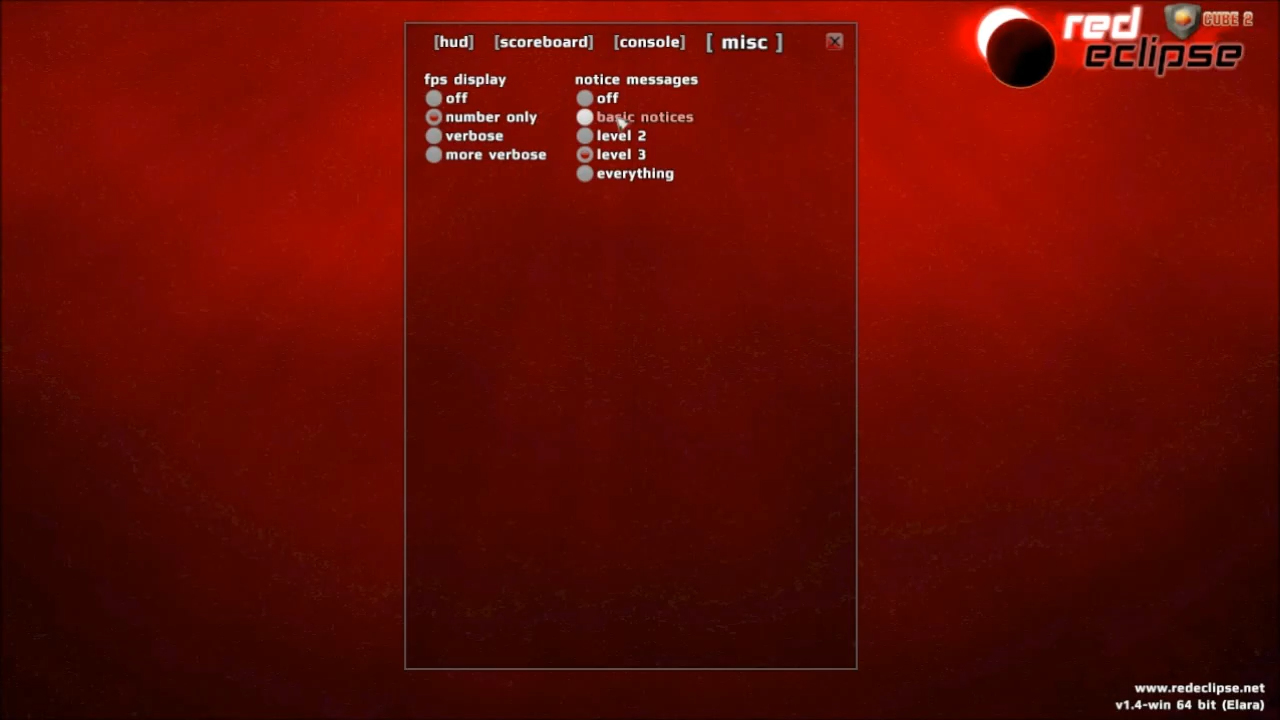 [hud] [scoreboard] [console] [ misc ]
red eclipse
CUBE 2
fps display
off
number only
verbose
more verbose
notice messages
off
basic notices
level 2
level 3
everything
www.redeclipse.net
v1.4-win 64 bit (Elara)